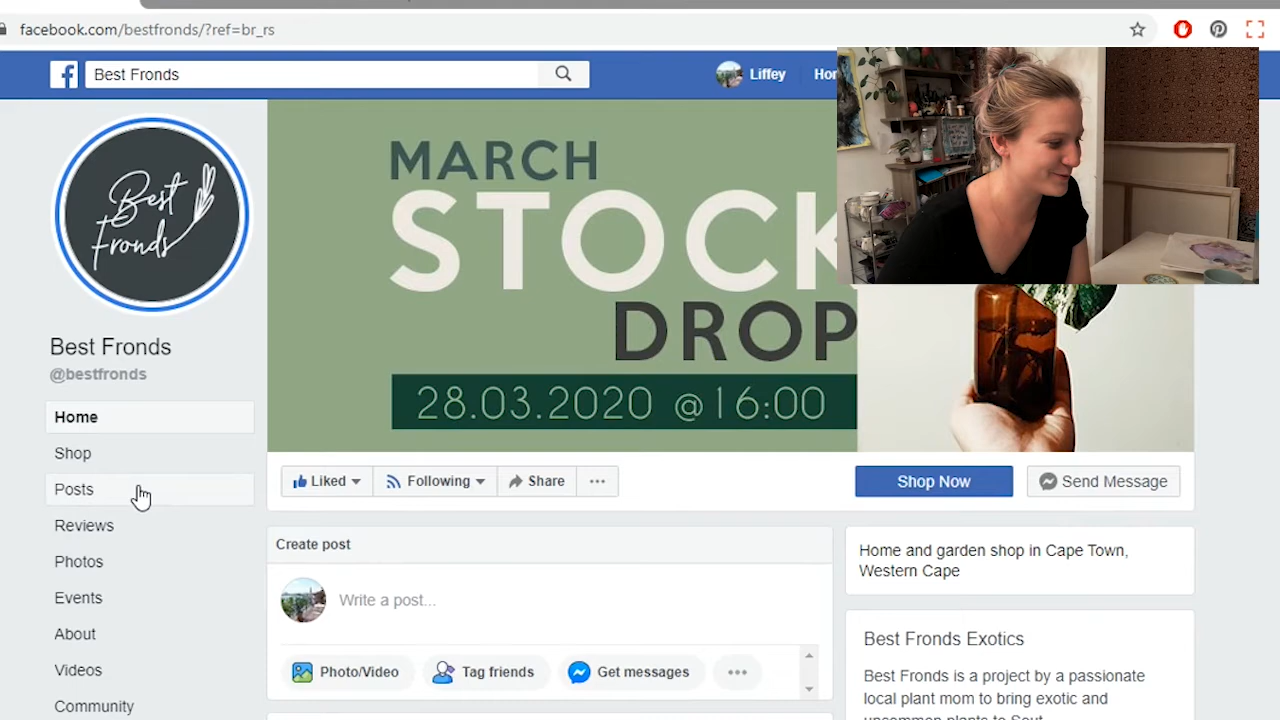 facebook.com/bestfronds/?ref=br_rs
Best Fronds
Liffey
Best
Fronds
MARCH
STOCK
DROP
28.03.2020 @16:00
Best Fronds
@bestfronds
Home
Shop
Posts
Reviews
Photos
Events
About
Videos
Community
Liked
Following
Share
Shop Now
Send Message
Create post
Write a post...
Photo/Video
Tag friends
Get messages
Home and garden shop in Cape Town,
Western Cape
Best Fronds Exotics
Best Fronds is a project by a passionate
local plant mom to bring exotic and
uncommon plants to